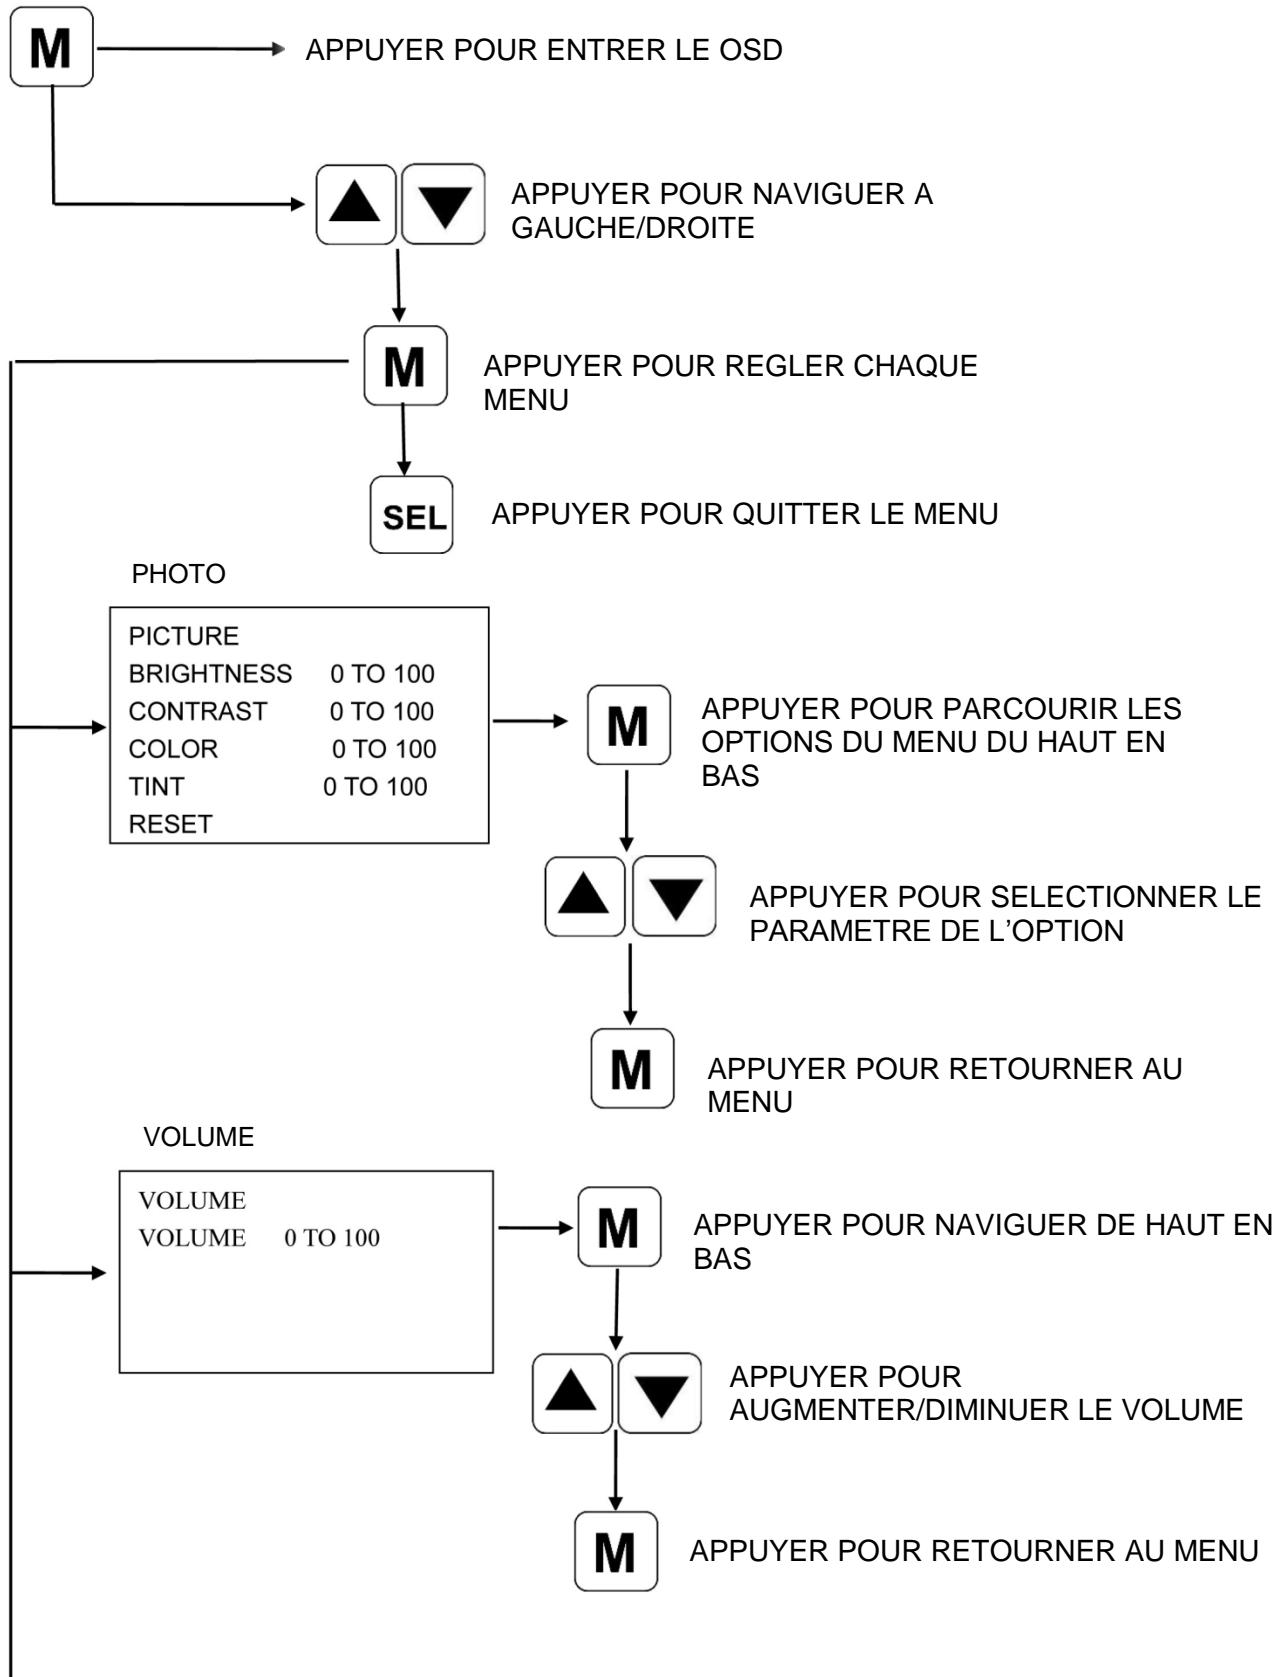 M
APPUYER POUR ENTRER LE OSD
APPUYER POUR NAVIGUER A
GAUCHE/DROITE
M
APPUYER POUR REGLER CHAQUE
MENU
SEL
APPUYER POUR QUITTER LE MENU
PHOTO
PICTURE
BRIGHTNESS 0 TO 100
CONTRAST 0 TO 100
COLOR 0 TO 100
TINT 0 TO 100
RESET
M
APPUYER POUR PARCOURIR LES
OPTIONS DU MENU DU HAUT EN
BAS
APPUYER POUR SELECTIONNER LE
PARAMETRE DE L’OPTION
M
APPUYER POUR RETOURNER AU
MENU
VOLUME
VOLUME
VOLUME 0 TO 100
M
APPUYER POUR NAVIGUER DE HAUT EN
BAS
APPUYER POUR
AUGMENTER/DIMINUER LE VOLUME
M
APPUYER POUR RETOURNER AU MENU